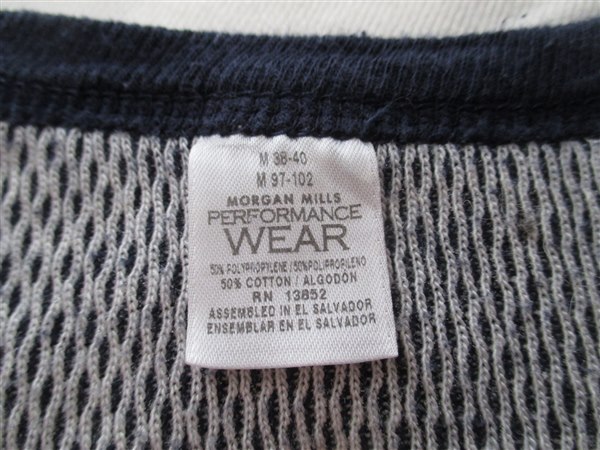 M 38-40
M 97-102
MORGAN MILLS
PERFORMANCE
WEAR
50% POLYPROPYLENE / 50% POLIPROPILENO
50% COTTON / ALGODÓN
RN 13652
ASSEMBLED IN EL SALVADOR
ENSEMBLAR EN EL SALVADOR